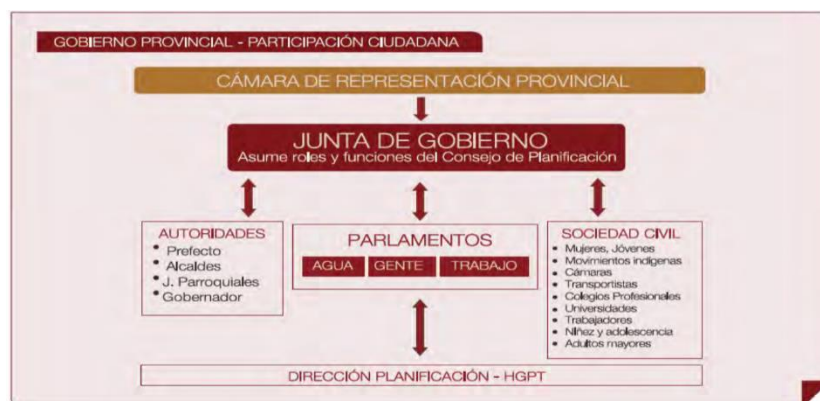 GOBIERNO PROVINCIAL - PARTICIPACIÓN CIUDADANA
CÁMARA DE REPRESENTACIÓN PROVINCIAL
JUNTA DE GOBIERNO
Asume roles y funciones del Consejo de Planificación
AUTORIDADES
• Prefecto
• Alcaldes
• J. Parroquiales
• Gobernador
PARLAMENTOS
AGUA GENTE TRABAJO
SOCIEDAD CIVIL
• Mujeres, Jóvenes
• Movimientos indígenas
• Cámaras
• Transportistas
• Colegios Profesionales
• Universidades
• Trabajadores
• Niñez y adolescencia
• Adultos mayores
DIRECCIÓN PLANIFICACIÓN - HGPT